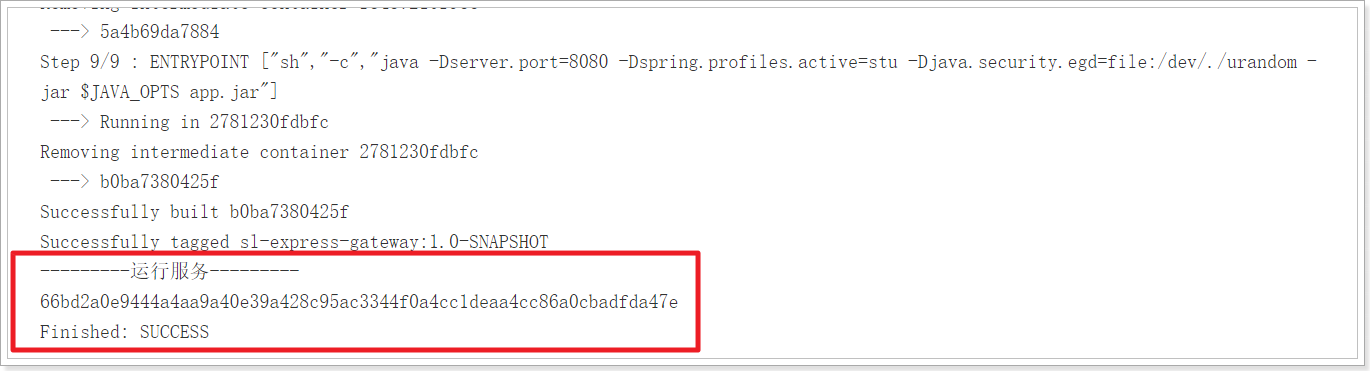 ---> 5a4b69da7884
Step 9/9 : ENTRYPOINT ["sh","-c","java -Dserver.port=8080 -Dspring.profiles.active=stu -Djava.security.egd=file:/dev/./urandom -
jar $JAVA_OPTS app.jar"]
 ---> Running in 2781230fdbfc
Removing intermediate container 2781230fdbfc
 ---> b0ba7380425f
Successfully built b0ba7380425f
Successfully tagged sl-express-gateway:1.0-SNAPSHOT
---------运行服务---------
66bd2a0e9444a4aa9a40e39a428c95ac3344f0a4cc1deaa4cc86a0cbadfda47e
Finished: SUCCESS